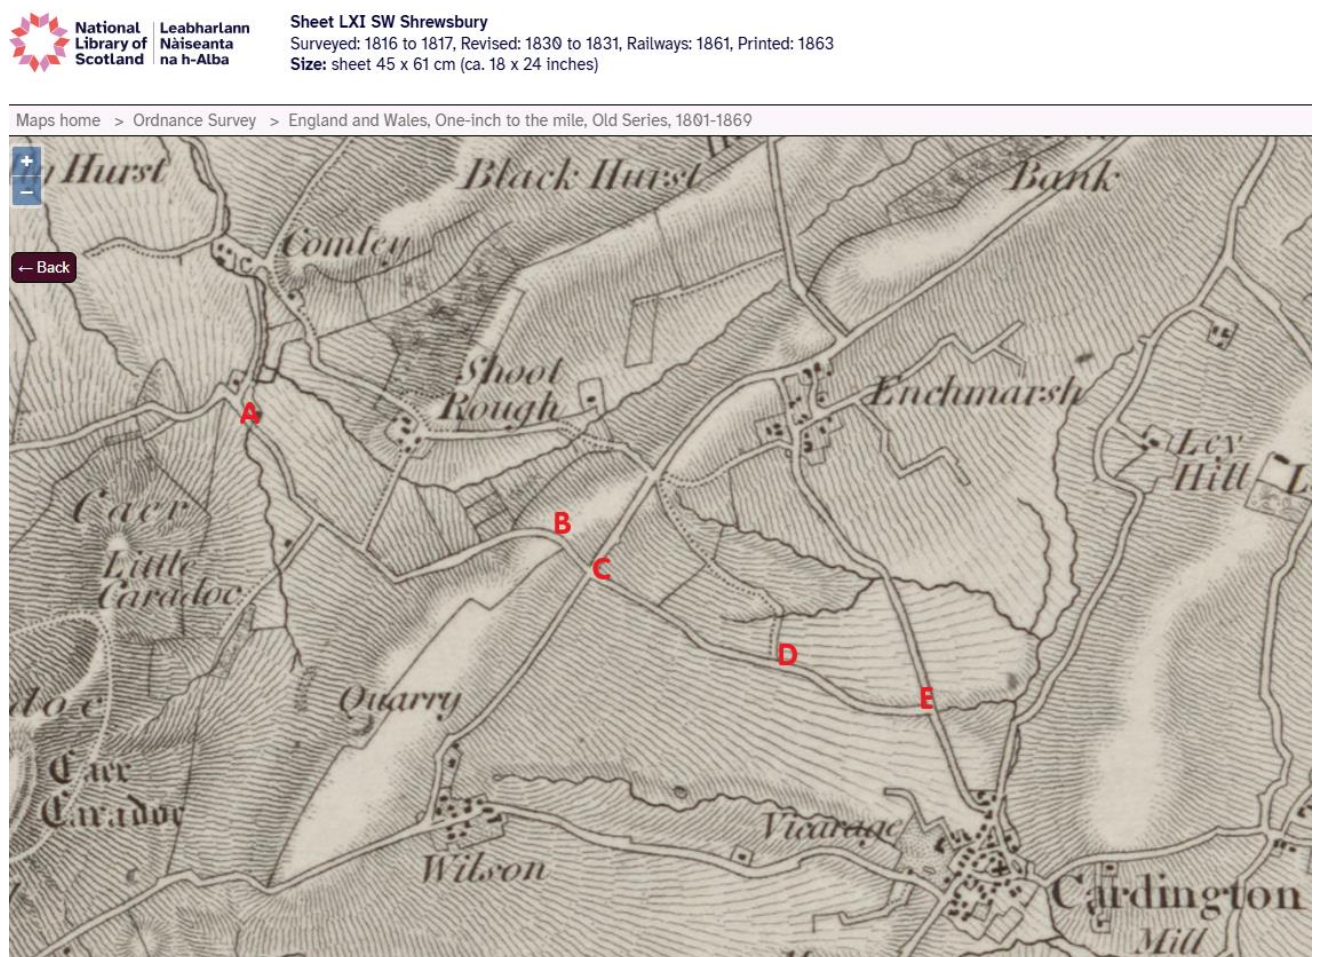 National
Library of
Scotland
Leabharlann
Nàiseanta
na h-Alba
Sheet LXI SW Shrewsbury
Surveyed: 1816 to 1817, Revised: 1830 to 1831, Railways: 1861, Printed: 1863
Size: sheet 45 x 61 cm (ca. 18 x 24 inches)
Maps home > Ordnance Survey > England and Wales, One-inch to the mile, Old Series, 1801-1869
+
−
Hurst
Black Hurst
Bank
Comley
← Back
Shoot
Rough
Enchmarsh
A
Ley
Hill
Caer
Little
Caradoc
B
C
D
E
Quarry
doc
Caer
Caradoc
Vicarage
Wilson
Cardington
Mill